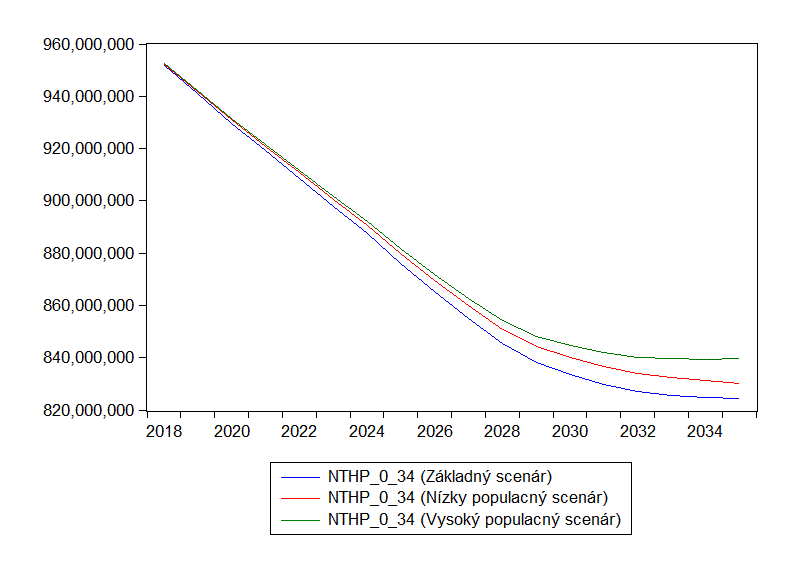 960,000,000
940,000,000
920,000,000
900,000,000
880,000,000
860,000,000
840,000,000
820,000,000
2018 2020 2022 2024 2026 2028 2030 2032 2034
NTHP_0_34 (Základný scenár)
NTHP_0_34 (Nízky populacný scenár)
NTHP_0_34 (Vysoký populacný scenár)